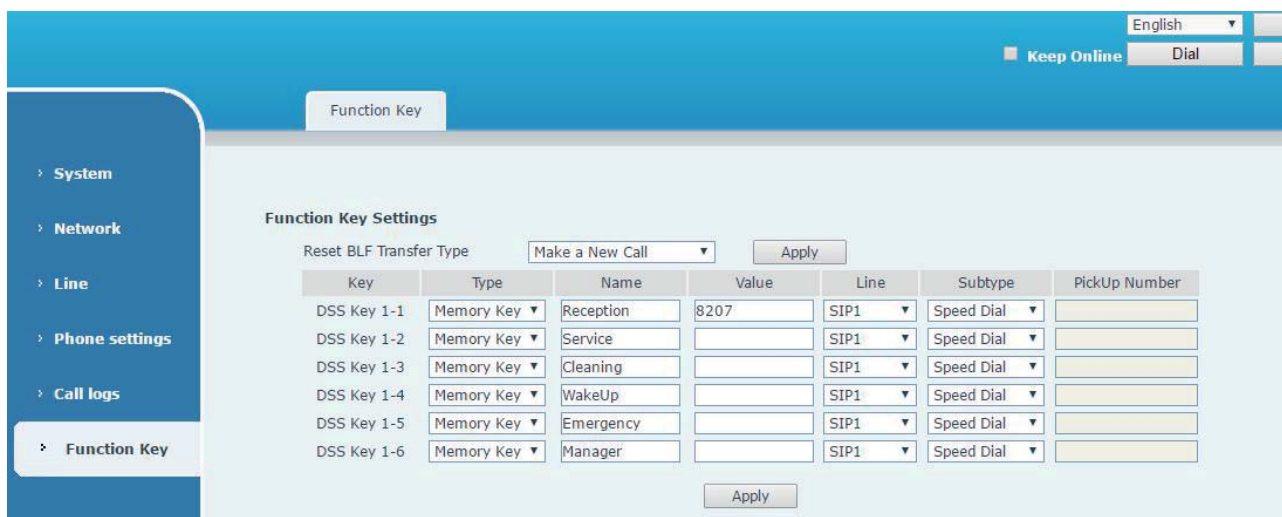 English
Keep Online Dial
Function Key
System
Network
Line
Phone settings
Call logs
Function Key
Function Key Settings
Reset BLF Transfer Type Make a New Call Apply
Key Type Name Value Line Subtype PickUp Number
DSS Key 1-1 Memory Key Reception 8207 SIP1 Speed Dial
DSS Key 1-2 Memory Key Service SIP1 Speed Dial
DSS Key 1-3 Memory Key Cleaning SIP1 Speed Dial
DSS Key 1-4 Memory Key WakeUp SIP1 Speed Dial
DSS Key 1-5 Memory Key Emergency SIP1 Speed Dial
DSS Key 1-6 Memory Key Manager SIP1 Speed Dial
Apply